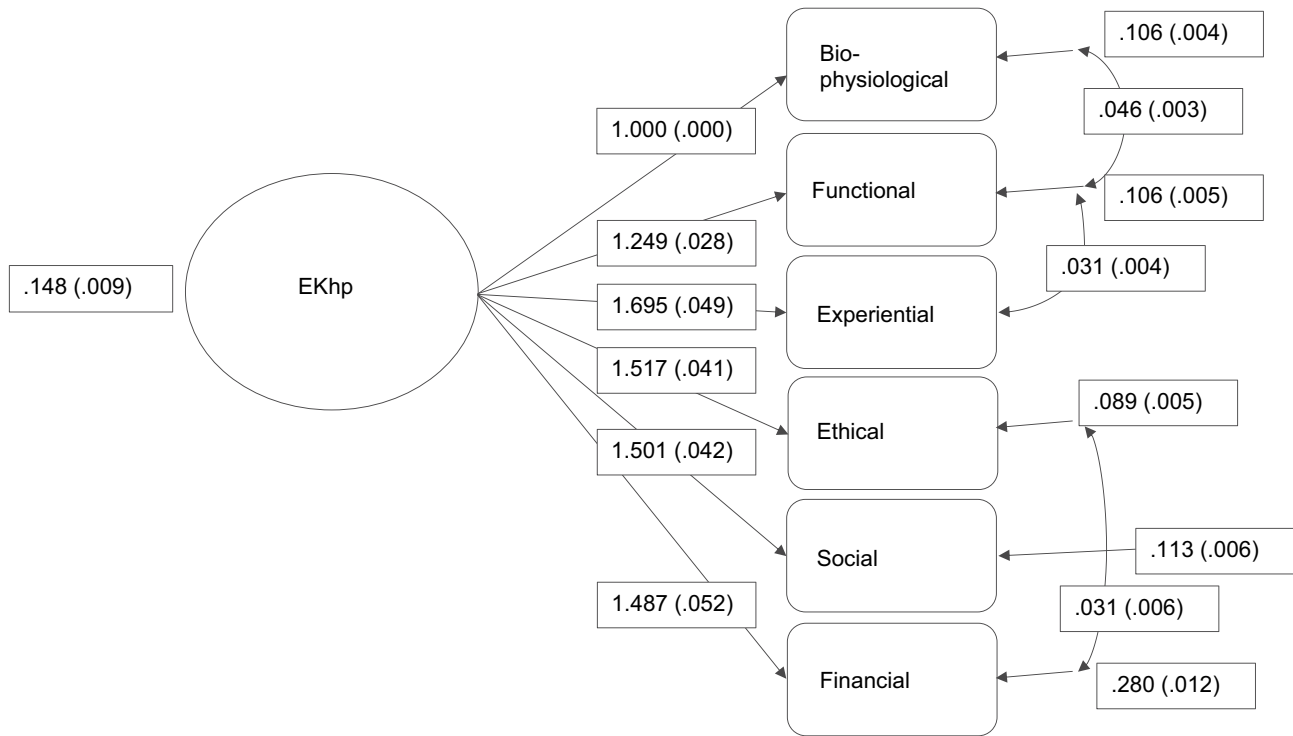 .106 (.004)
Bio-
physiological
.046 (.003)
1.000 (.000)
Functional
.106 (.005)
1.249 (.028)
.031 (.004)
.148 (.009)
EKhp
1.695 (.049)
Experiential
1.517 (.041)
.089 (.005)
Ethical
1.501 (.042)
Social
.113 (.006)
1.487 (.052)
.031 (.006)
Financial
.280 (.012)